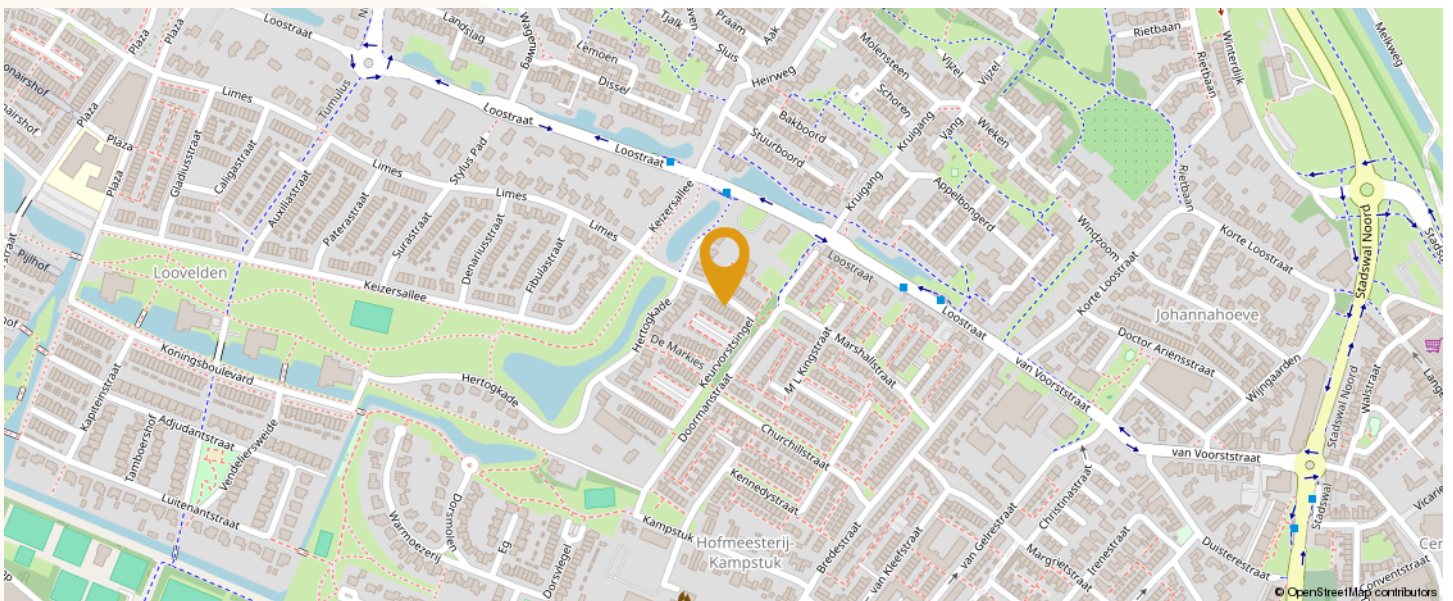 Loostraat
Plaza
Plaza
Landslag
Wagenweg
Lemoen
Dissel
Tjalk
Praam
Sluis
Aak
Heirweg
Molensteen
Vijzel
Vijzel
Rietbaan
Winterdijk
Rietbaan
Melkweg
Limes
Tumulus
Plaza
Plaza
Loostraat
Loostraat
Stylus Pad
Bakboord
Stuurboord
Schoren
Kruigang
Vang
Wieken
Gladiusstraat
Caligastraat
Auxiliastraat
Plaza
Limes
Limes
Limes
Keizersallee
Kruigang
Appelbongerd
Rietbaan
Windzoom
Korte Loostraat
Stadswal Noord
Paterastraat
Surastraat
Denariusstraat
Fibulastraat
Pijlhof
Loovelden
Keizersallee
Loostraat
Korte Loostraat
Johannahoeve
Loostraat
Hertogkade
De Markies
Keurvorstsingel
M L Kingstraat
Marshallstraat
van Voorststraat
Doctor Ariënsstraat
Wijngaarden
Koningsboulevard
Hertogkade
Doormanstraat
Kapiteinstraat
Tamboershof
Adjudantstraat
Vendeliersweide
Luitenantstraat
Churchillstraat
Kennedystraat
van Voorststraat
Stadswal Noord
Walstraat
Stadswal
Warmoezerij
Dorsmolen
Eg
Dorsvlegel
Kampstuk
Hofmeesterij-
Kampstuk
Bredestraat
van Kleefstraat
van Gelrestraat
Christinastraat
Margrietstraat
Irenestraat
Duisterestraat
Conventstraat
© OpenStreetMap contributors